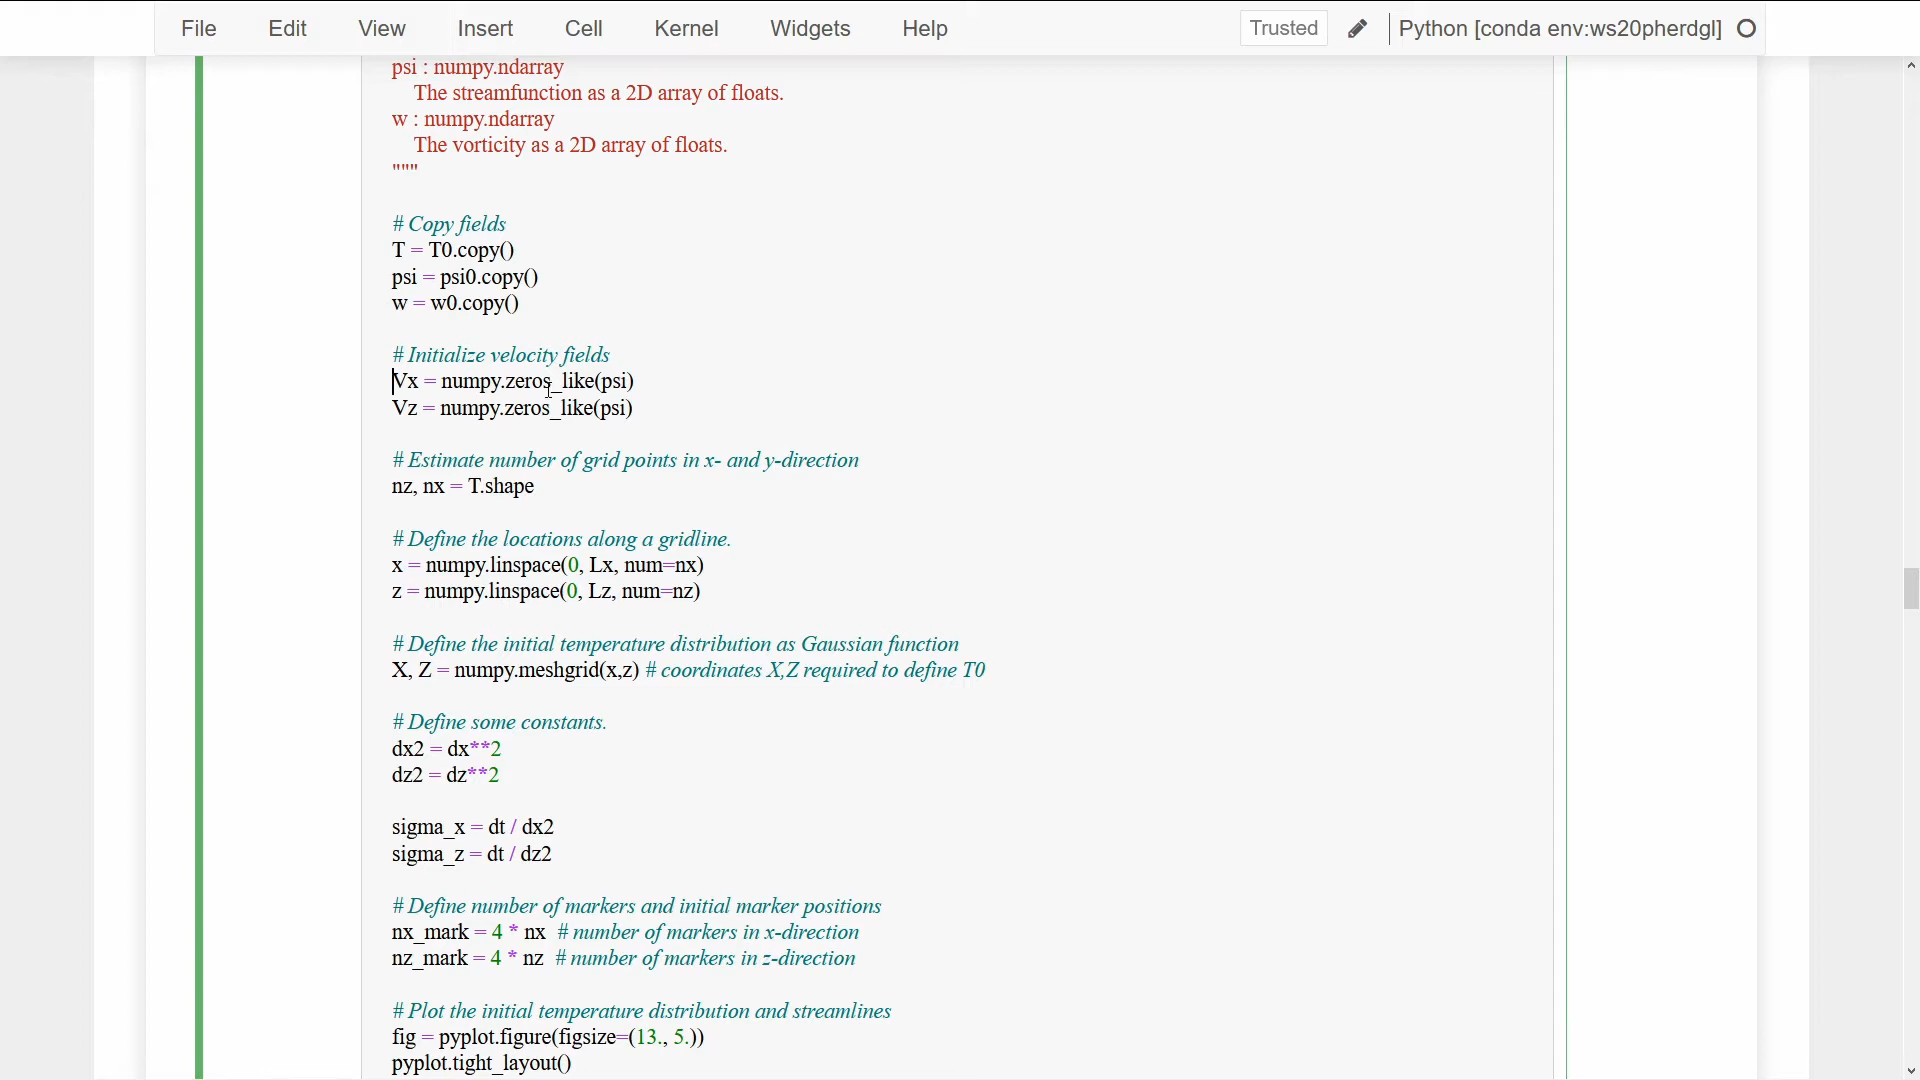 File Edit View Insert Cell Kernel Widgets Help Trusted Python [conda env:ws20pherdgl]
psi : numpy.ndarray
The streamfunction as a 2D array of floats.
w : numpy.ndarray
The vorticity as a 2D array of floats.
"""
# Copy fields
T = T0.copy()
psi = psi0.copy()
w = w0.copy()
# Initialize velocity fields
Vx = numpy.zeros_like(psi)
Vz = numpy.zeros_like(psi)
# Estimate number of grid points in x- and y-direction
nz, nx = T.shape
# Define the locations along a gridline.
x = numpy.linspace(0, Lx, num=nx)
z = numpy.linspace(0, Lz, num=nz)
# Define the initial temperature distribution as Gaussian function
X, Z = numpy.meshgrid(x,z) # coordinates X,Z required to define T0
# Define some constants.
dx2 = dx**2
dz2 = dz**2
sigma_x = dt / dx2
sigma_z = dt / dz2
# Define number of markers and initial marker positions
nx_mark = 4 * nx # number of markers in x-direction
nz_mark = 4 * nz # number of markers in z-direction
# Plot the initial temperature distribution and streamlines
fig = pyplot.figure(figsize=(13., 5.))
pyplot.tight_layout()